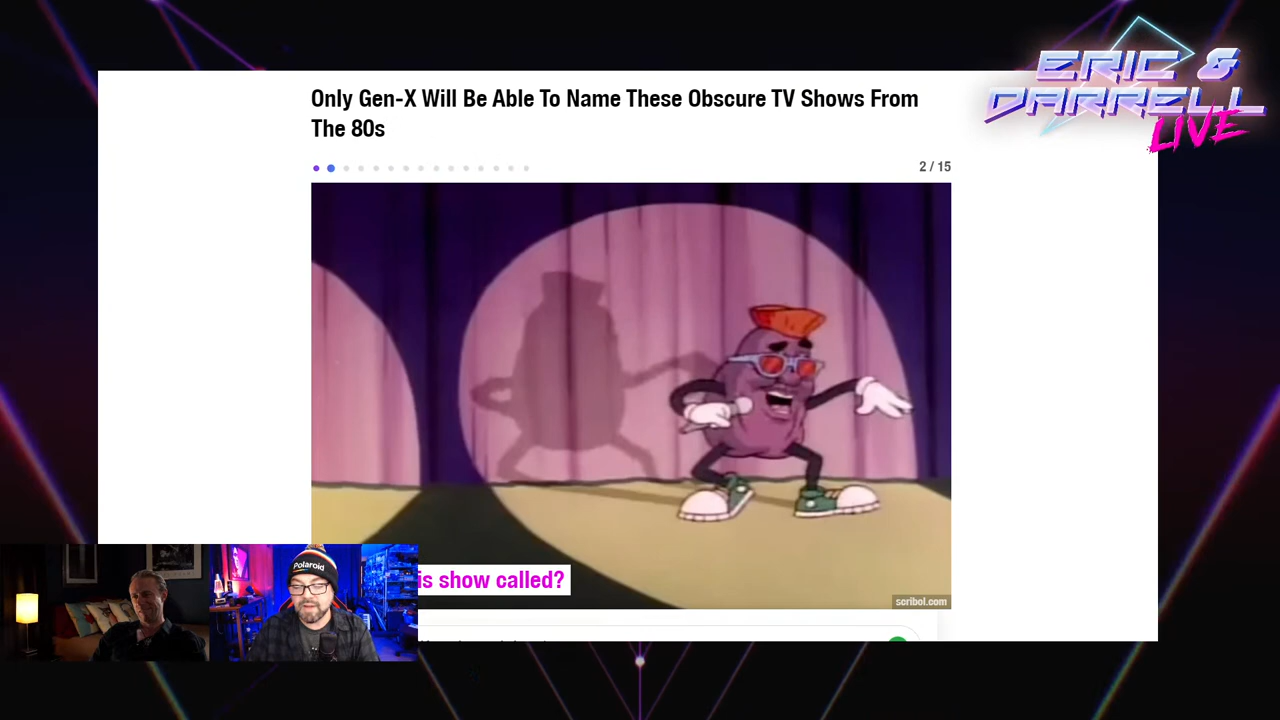 ERIC &
DARRELL
LIVE
Only Gen-X Will Be Able To Name These Obscure TV Shows From
The 80s
2 / 15
is show called?
scribol.com
Polaroid